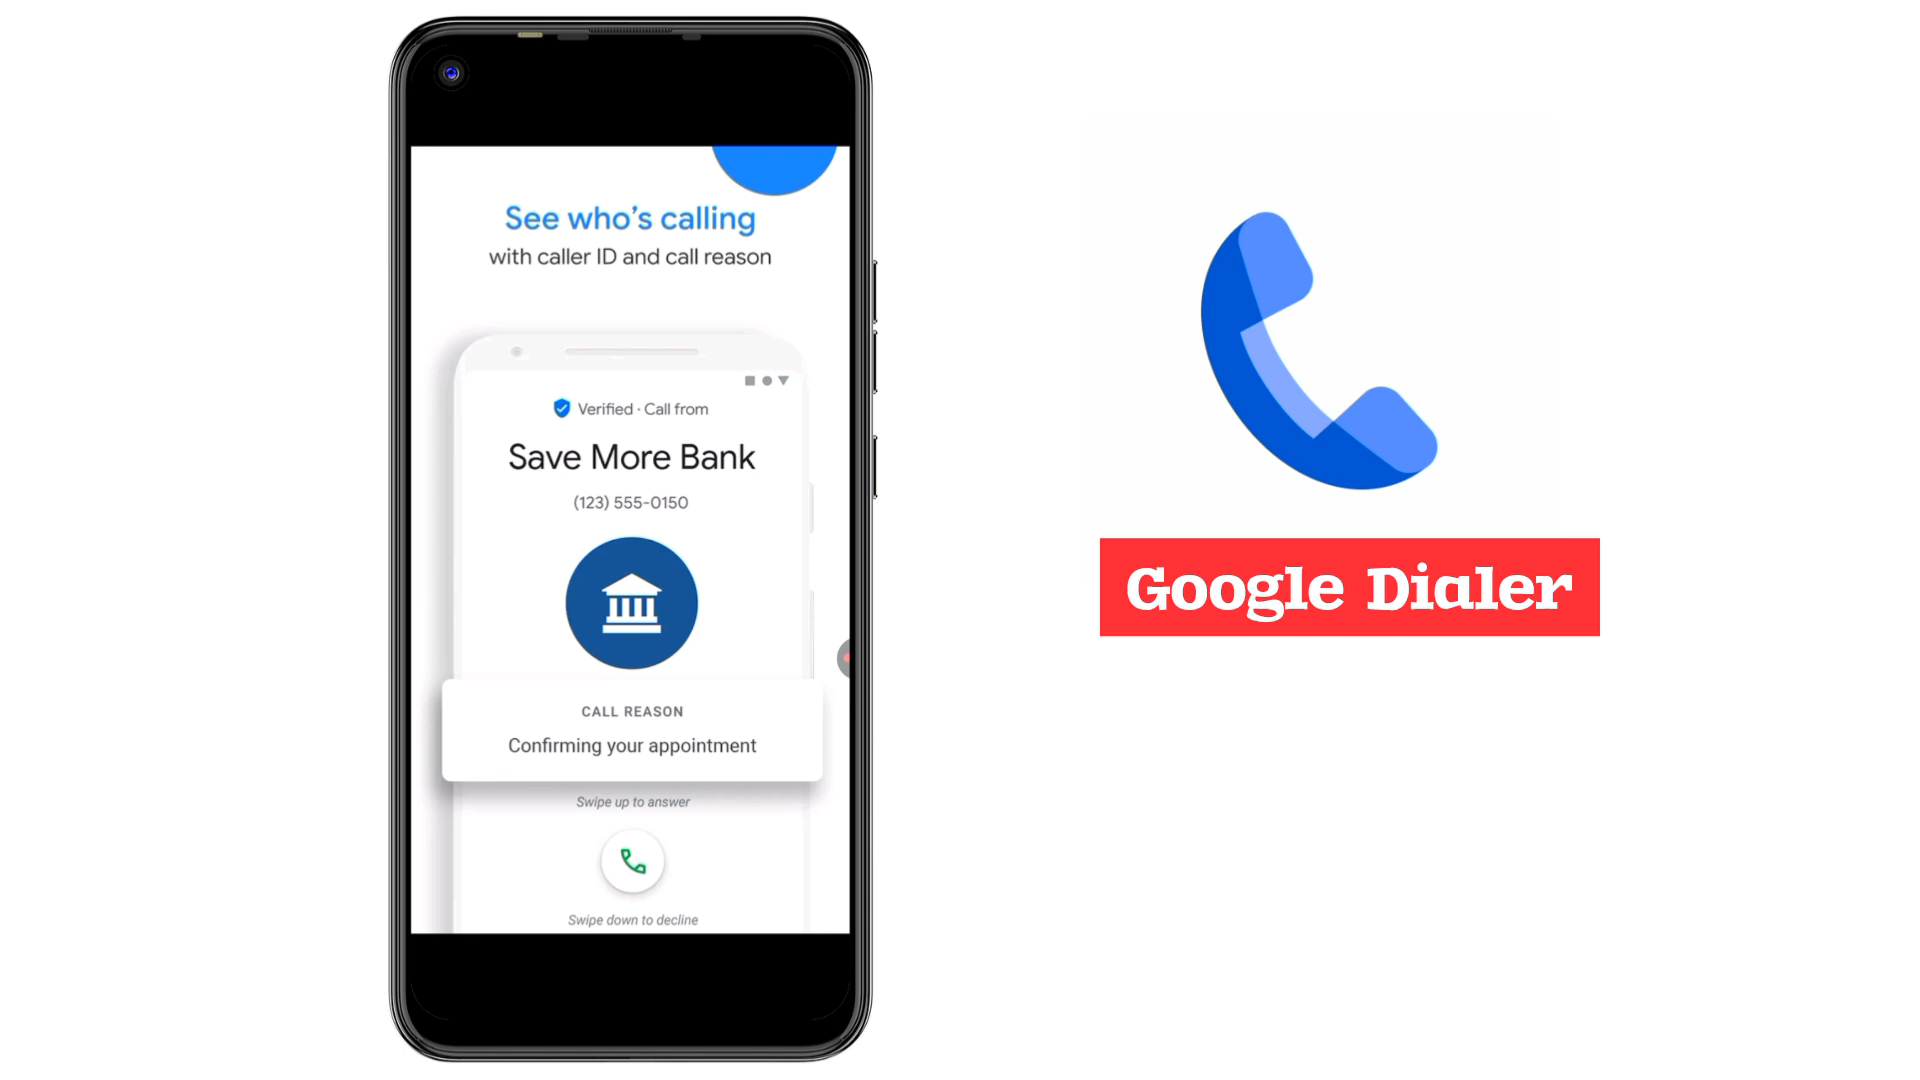 See who's calling
with caller ID and call reason
Verified · Call from
Save More Bank
(123) 555-0150
CALL REASON
Confirming your appointment
Swipe up to answer
Swipe down to decline
Google Dialer